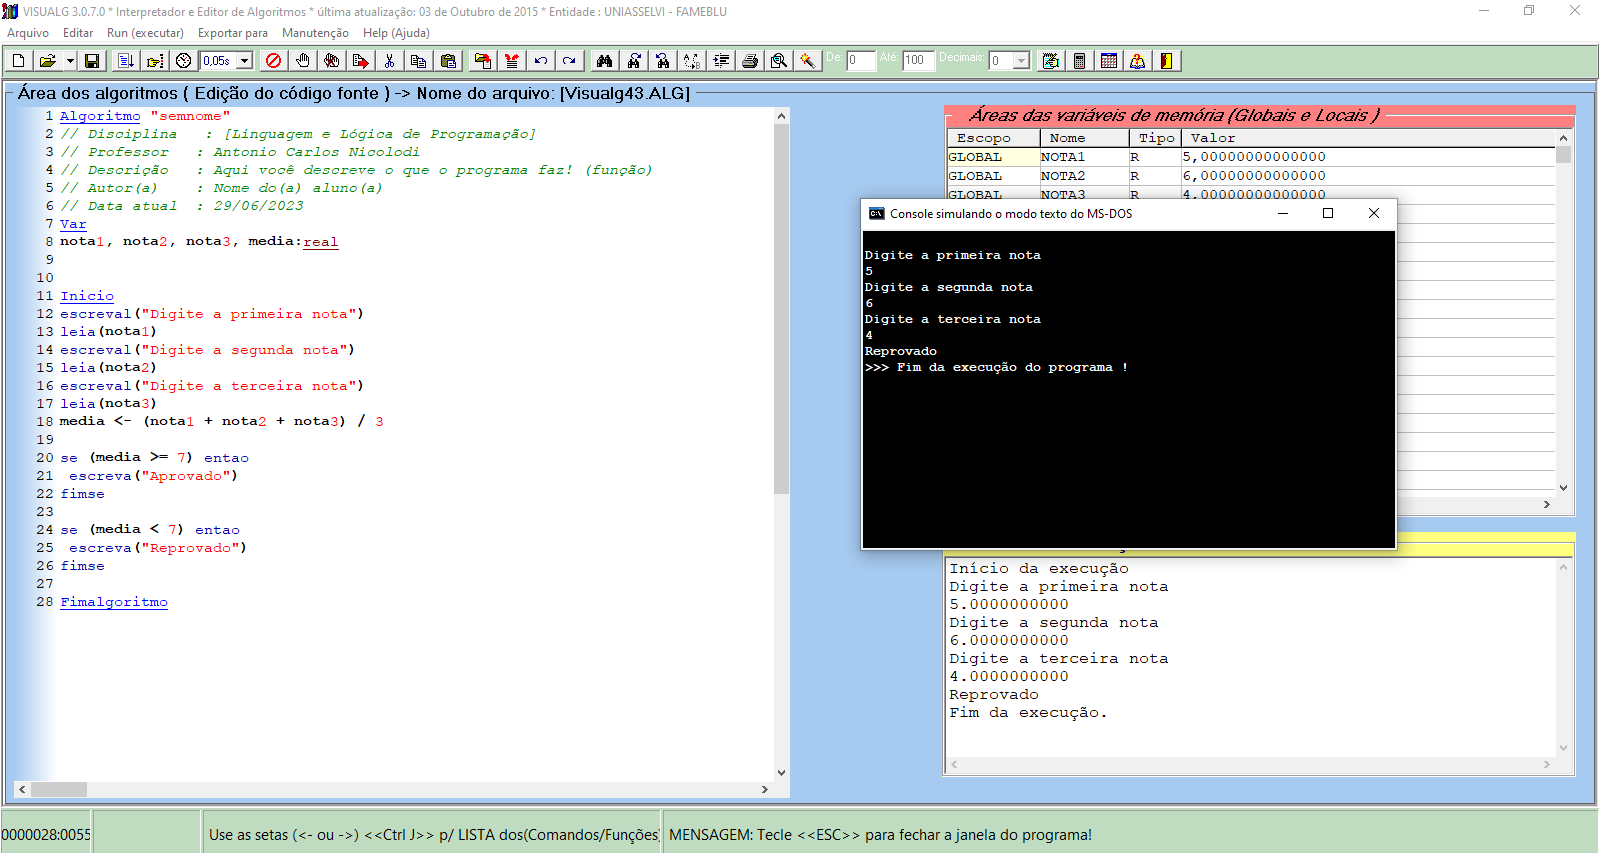 VISUALG 3.0.7.0 * Interpretador e Editor de Algoritmos * última atualização: 03 de Outubro de 2015 * Entidade : UNIASSELVI - FAMEBLU
Arquivo Editar Run (executar) Exportar para Manutenção Help (Ajuda)
0,05s De: 0 Até: 100 Decimais: 0
Área dos algoritmos ( Edição do código fonte ) -> Nome do arquivo: [Visualg43.ALG]
1 Algoritmo "semnome"
2 // Disciplina : [Linguagem e Lógica de Programação]
3 // Professor : Antonio Carlos Nicolodi
4 // Descrição : Aqui você descreve o que o programa faz! (função)
5 // Autor(a) : Nome do(a) aluno(a)
6 // Data atual : 29/06/2023
7 Var
8 nota1, nota2, nota3, media:real
9
10
11 Inicio
12 escreval("Digite a primeira nota")
13 leia(nota1)
14 escreval("Digite a segunda nota")
15 leia(nota2)
16 escreval("Digite a terceira nota")
17 leia(nota3)
18 media <- (nota1 + nota2 + nota3) / 3
19
20 se (media >= 7) entao
21 escreva("Aprovado")
22 fimse
23
24 se (media < 7) entao
25 escreva("Reprovado")
26 fimse
27
28 Fimalgoritmo
Áreas das variáveis de memória (Globais e Locais )
Escopo Nome Tipo Valor
GLOBAL NOTA1 R 5,00000000000000
GLOBAL NOTA2 R 6,00000000000000
GLOBAL NOTA3 R 4,00000000000000
C:\ Console simulando o modo texto do MS-DOS
Digite a primeira nota
5
Digite a segunda nota
6
Digite a terceira nota
4
Reprovado
>>> Fim da execução do programa !
Início da execução
Digite a primeira nota
5.0000000000
Digite a segunda nota
6.0000000000
Digite a terceira nota
4.0000000000
Reprovado
Fim da execução.
0000028:0055 Use as setas (<- ou ->) <<Ctrl J>> p/ LISTA dos(Comandos/Funções) MENSAGEM: Tecle <<ESC>> para fechar a janela do programa!